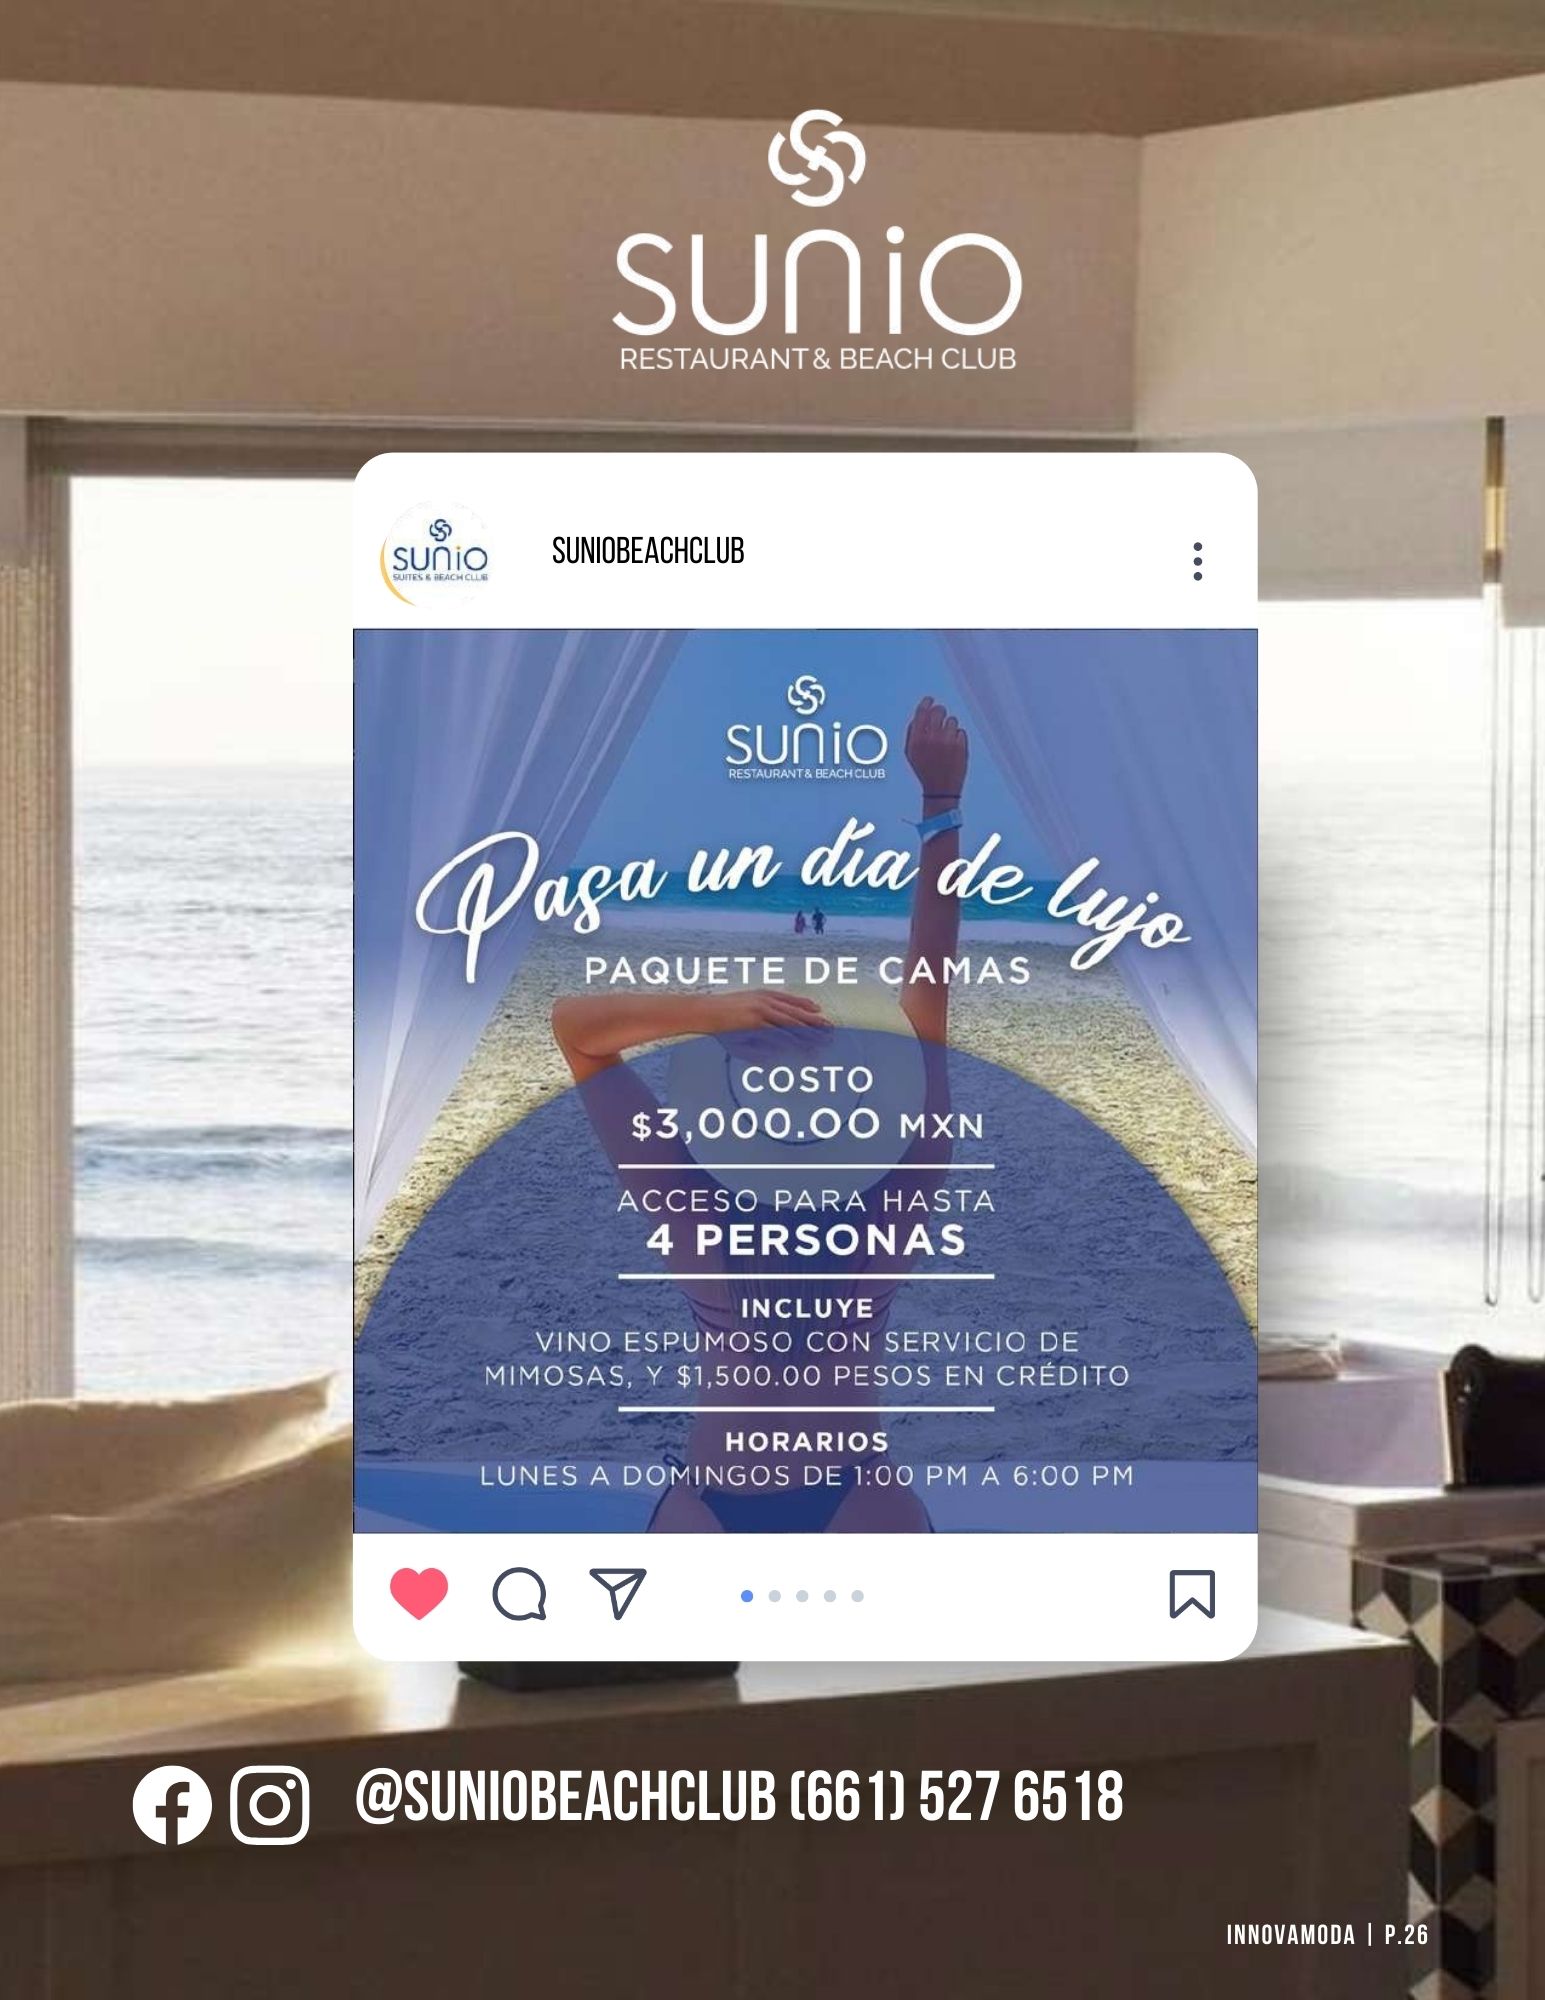 SUNIO
RESTAURANT & BEACH CLUB
SUNIO
SUITES & BEACH CLUB
SUNIOBEACHCLUB
SUNIO
RESTAURANT & BEACH CLUB
Pasa un día de lujo
PAQUETE DE CAMAS
COSTO
$3,000.00 MXN
ACCESO PARA HASTA
4 PERSONAS
INCLUYE
VINO ESPUMOSO CON SERVICIO DE
MIMOSAS, Y $1,500.00 PESOS EN CRÉDITO
HORARIOS
LUNES A DOMINGOS DE 1:00 PM A 6:00 PM
@SUNIOBEACHCLUB (661) 527 6518
INNOVAMODA | P.26